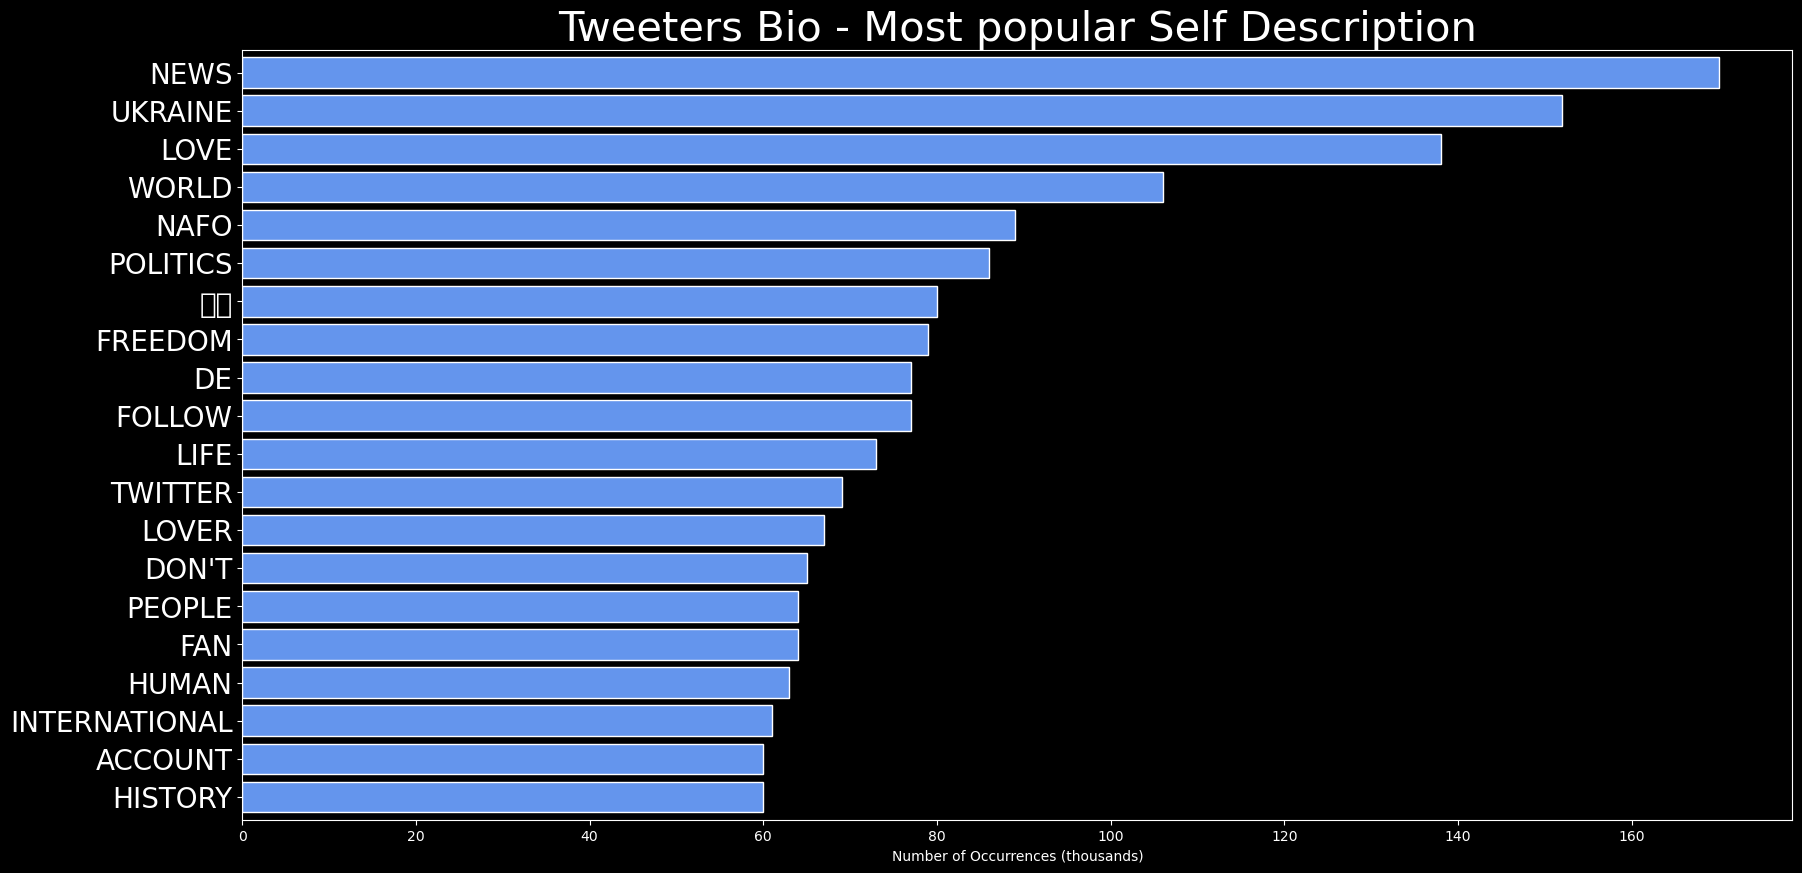 Tweeters Bio - Most popular Self Description
NEWS
UKRAINE
LOVE
WORLD
NAFO
POLITICS
FREEDOM
DE
FOLLOW
LIFE
TWITTER
LOVER
DON'T
PEOPLE
FAN
HUMAN
INTERNATIONAL
ACCOUNT
HISTORY
0 20 40 60 80 100 120 140 160
Number of Occurrences (thousands)